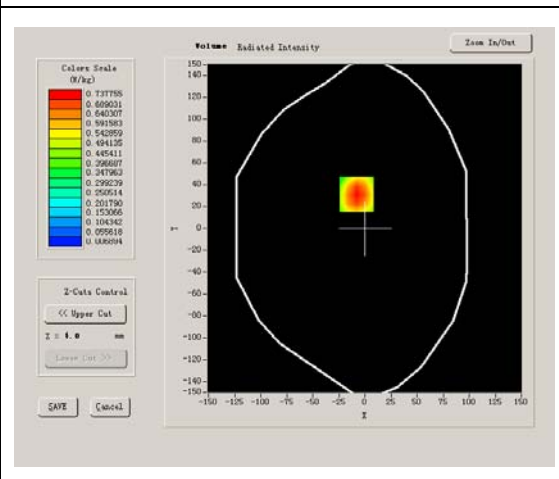 Volume Radiated Intensity
Zoom In/Out
Colors Scale
(W/kg)
0.737755
0.689031
0.640307
0.591583
0.542859
0.494135
0.445411
0.396687
0.347963
0.299239
0.250514
0.201790
0.153066
0.104342
0.055618
0.006894
Z-Cuts Control
<< Upper Cut
Z = 4.0 mm
Lower Cut >>
SAVE
Cancel
150
140
120
100
80
60
40
20
0
-20
-40
-60
-80
-100
-120
-140
-150
Y
-150 -125 -100 -75 -50 -25 0 25 50 75 100 125 150
X